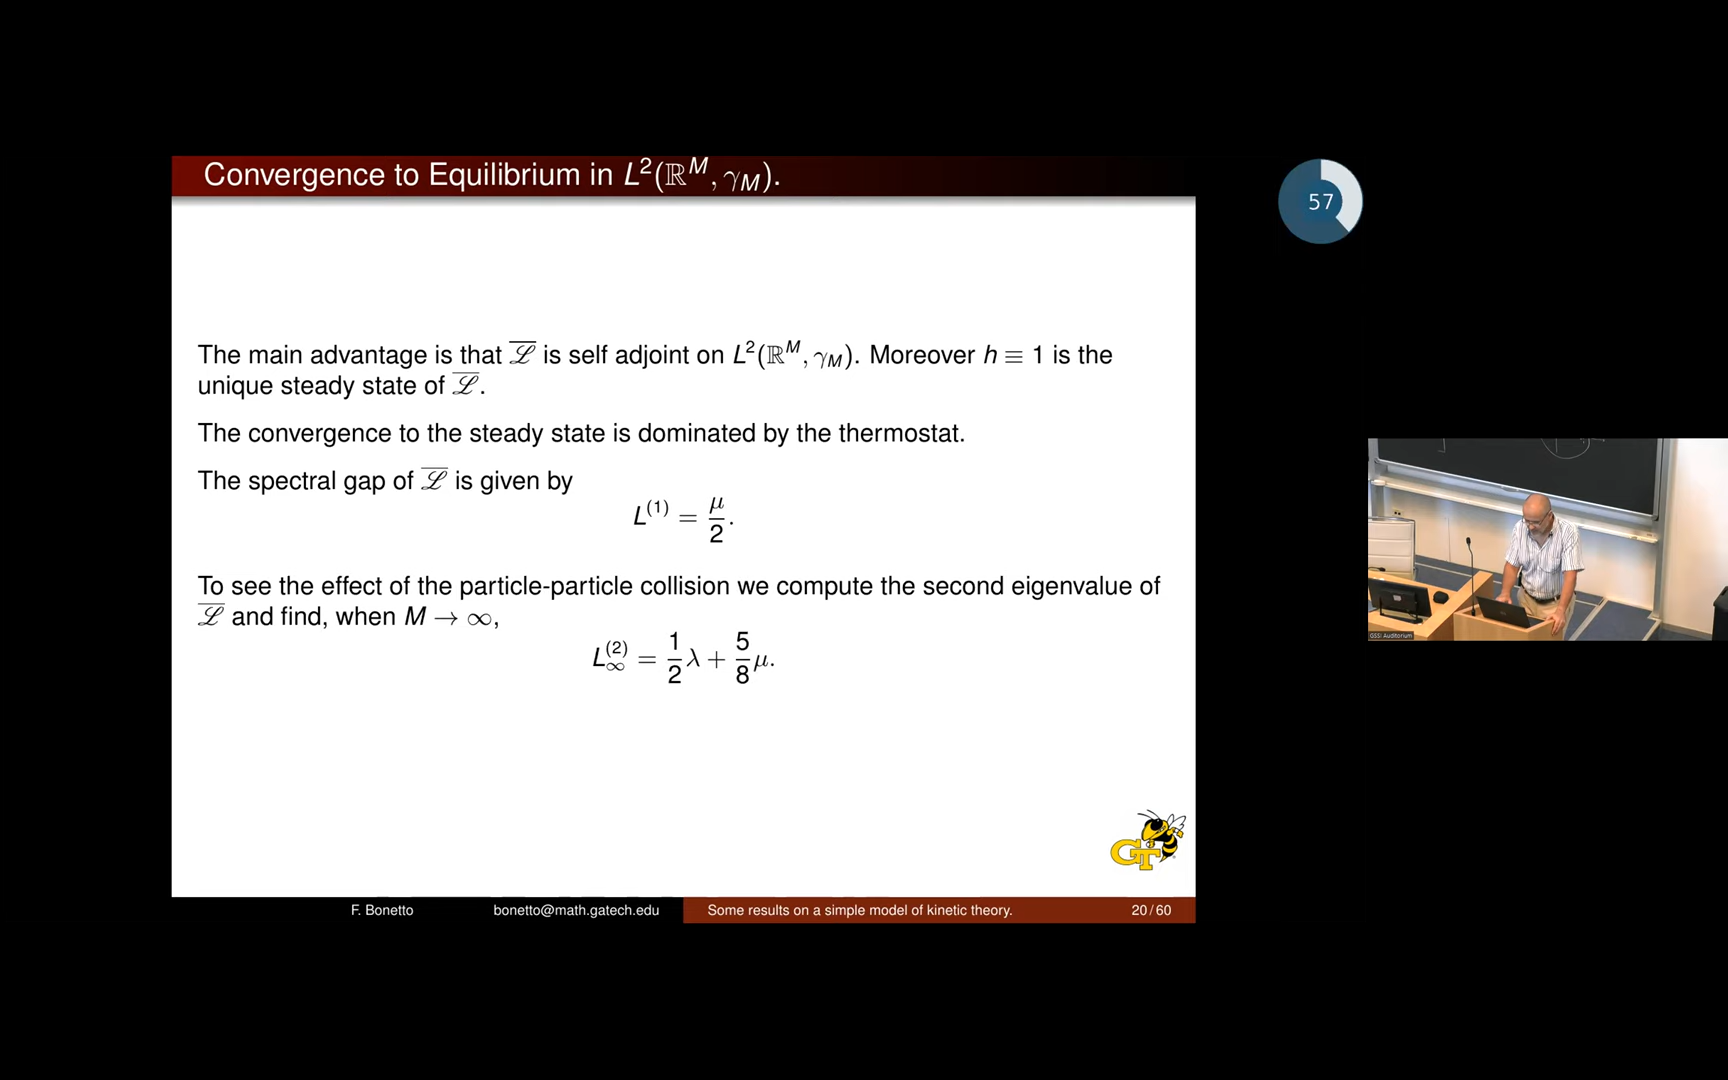 Convergence to Equilibrium in L²(ℝᴹ, γ_M).
57
The main advantage is that ℒ̅ is self adjoint on L²(ℝᴹ, γ_M). Moreover h ≡ 1 is the
unique steady state of ℒ̅.
The convergence to the steady state is dominated by the thermostat.
The spectral gap of ℒ̅ is given by
L⁽¹⁾ = μ/2.
To see the effect of the particle-particle collision we compute the second eigenvalue of
ℒ̅ and find, when M → ∞,
L_∞⁽²⁾ = 1/2 λ + 5/8 μ.
GT
F. Bonetto bonetto@math.gatech.edu Some results on a simple model of kinetic theory. 20 / 60
GSSI Auditorium